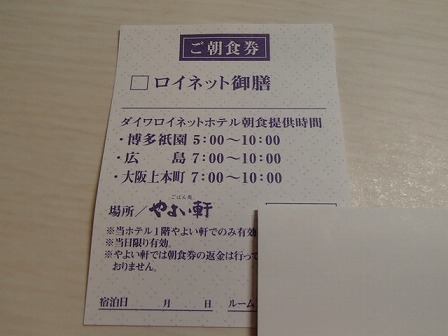 ご朝食券
□ ロイネット御膳
ダイワロイネットホテル朝食提供時間
・博多祇園 5:00〜10:00
・広　島 7:00〜10:00
・大阪上本町 7:00〜10:00
ごはん処
場所／やよい軒
※当ホテル1階やよい軒でのみ有効
※当日限り有効。
※やよい軒では朝食券の返金は行って
おりません。
宿泊日　月　日　ルーム